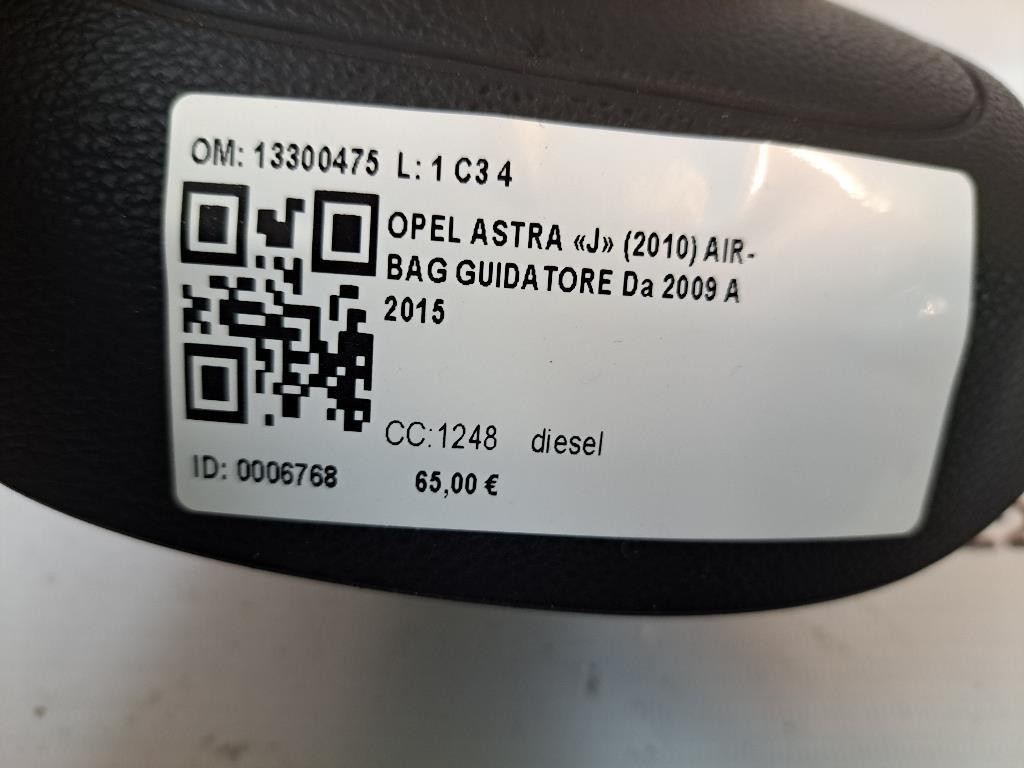 OM: 13300475 L: 1 C3 4
OPEL ASTRA «J» (2010) AIR-
BAG GUIDATORE Da 2009 A
2015
CC:1248 diesel
ID: 0006768 65,00 €